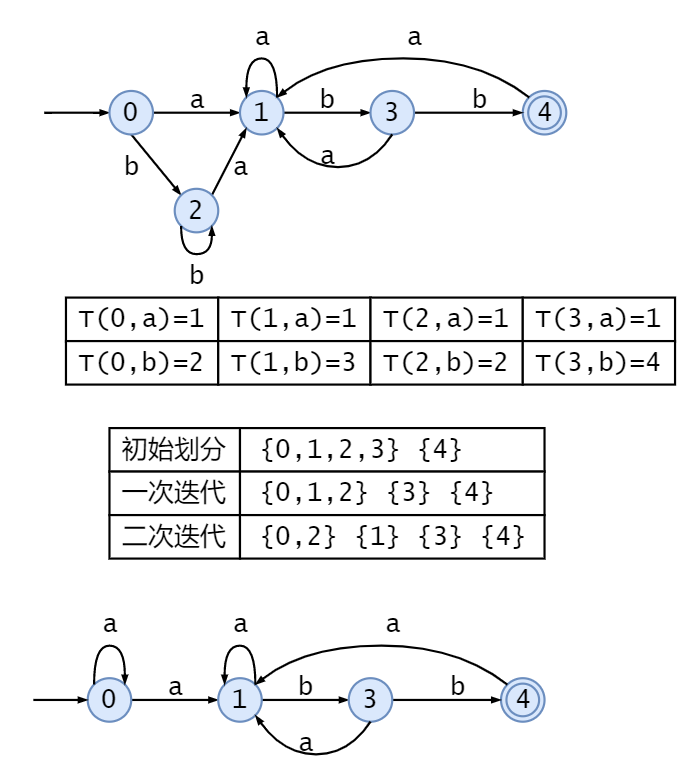 a a
0 a 1 b 3 b 4
b a a
2
b
T(0,a)=1 T(1,a)=1 T(2,a)=1 T(3,a)=1
T(0,b)=2 T(1,b)=3 T(2,b)=2 T(3,b)=4
初始划分 {0,1,2,3} {4}
一次迭代 {0,1,2} {3} {4}
二次迭代 {0,2} {1} {3} {4}
a a a
0 a 1 b 3 b 4
a